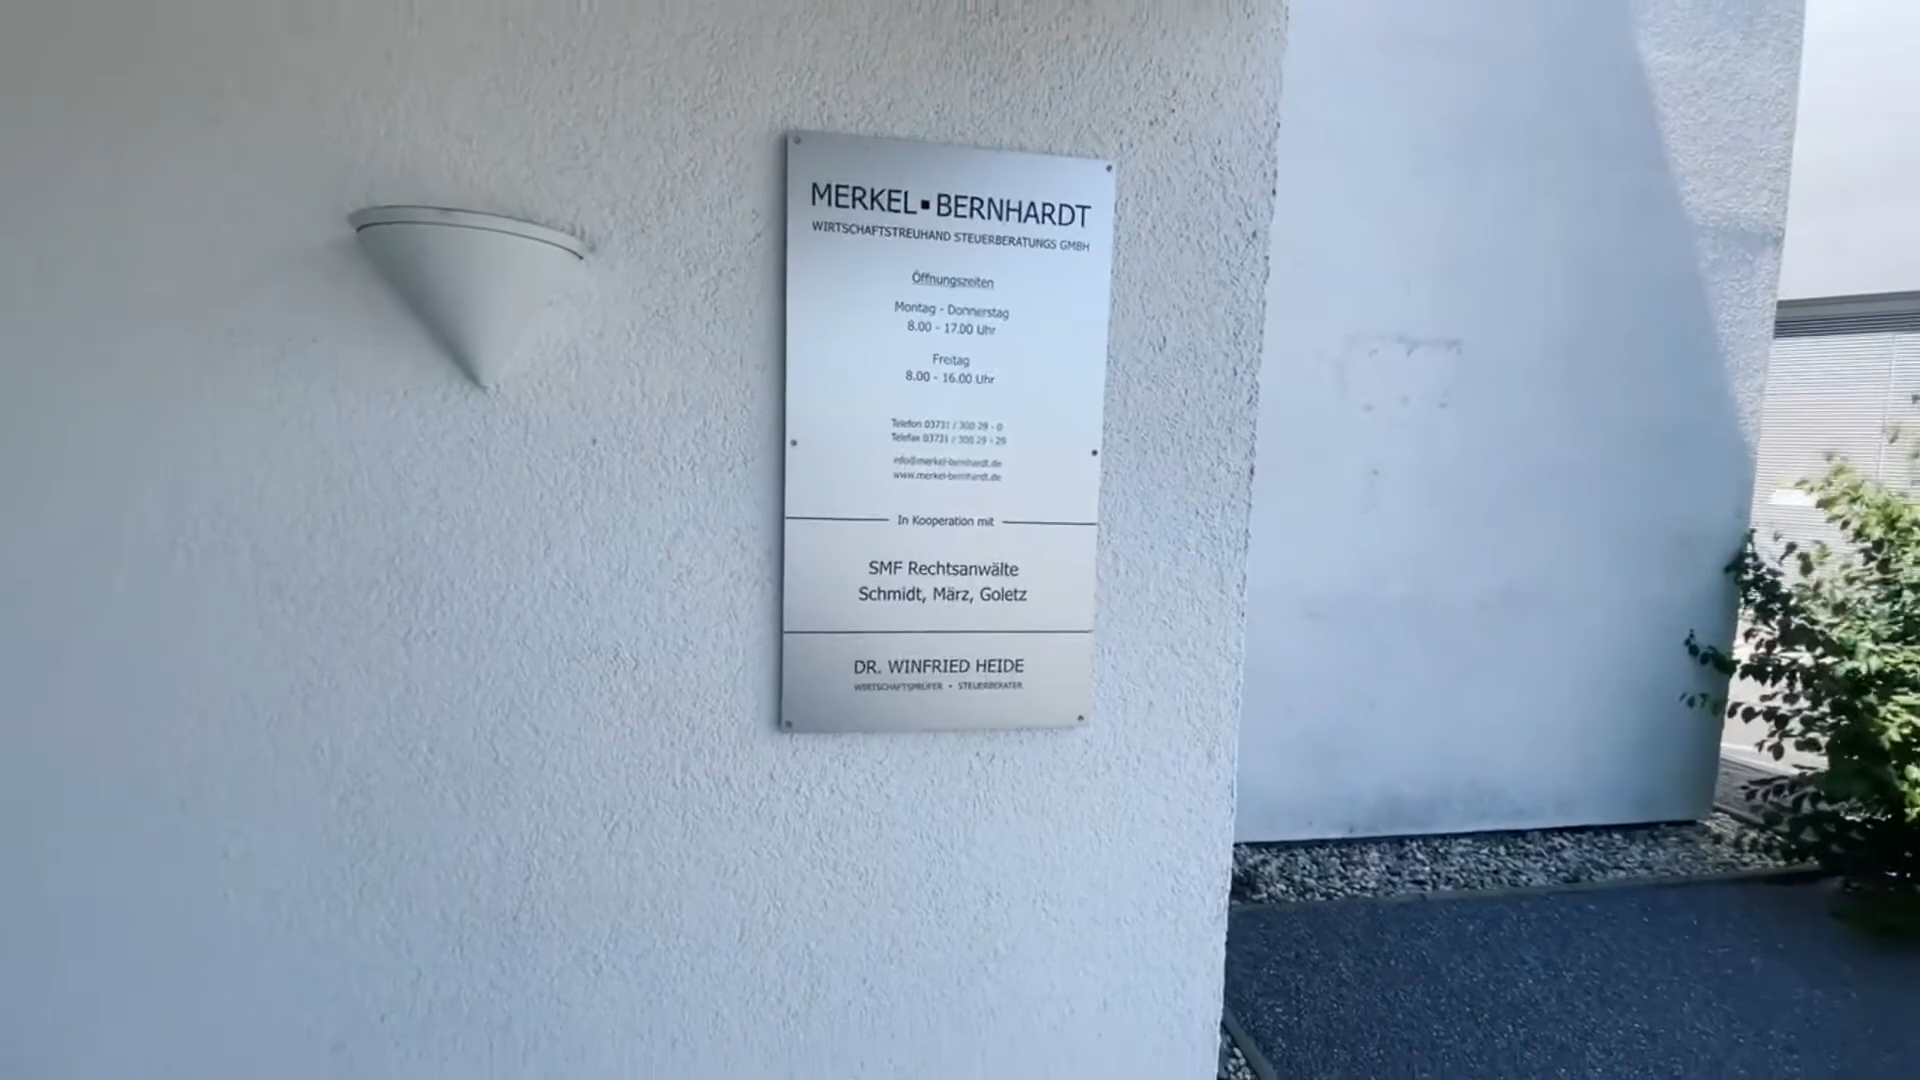 MERKEL▪BERNHARDT
WIRTSCHAFTSTREUHAND STEUERBERATUNGS GMBH
Öffnungszeiten
Montag - Donnerstag
8.00 - 17.00 Uhr
Freitag
8.00 - 16.00 Uhr
Telefon 03731 / 300 29 - 0
Telefax 03731 / 300 29 - 29
info@merkel-bernhardt.de
www.merkel-bernhardt.de
In Kooperation mit
SMF Rechtsanwälte
Schmidt, März, Goletz
DR. WINFRIED HEIDE
WIRTSCHAFTSPRÜFER • STEUERBERATER